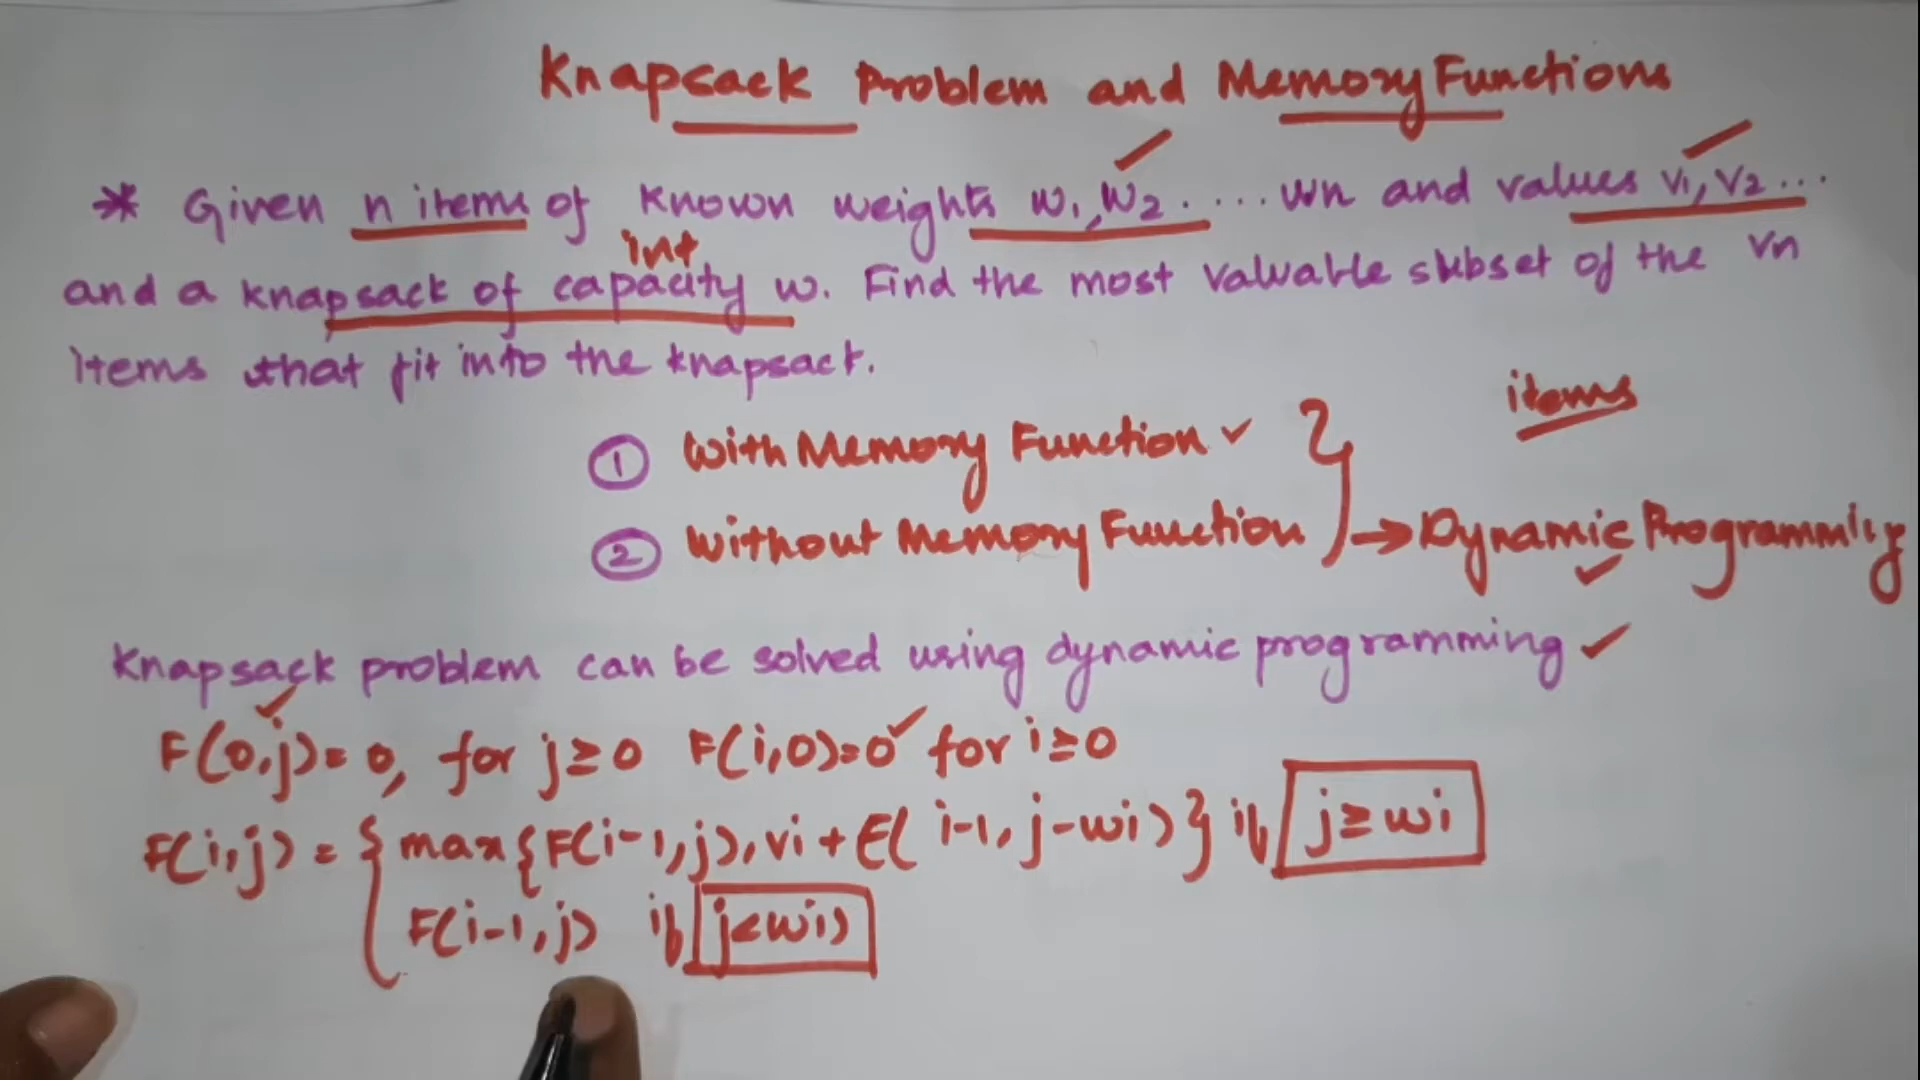 Knapsack Problem and Memory Functions
* Given n items of known weights w1, w2. .... wn and values v1, v2 ...
int
and a knapsack of capacity w. Find the most valuable subset of the vn
items that fit into the knapsact.
items
① with Memory Function ✓
② without Memory Function } → Dynamic Programming
Knapsack problem can be solved using dynamic programming ✓
F(0,j)=0, for j≥0 F(i,0)=0 for i≥0
F(i,j) = { max{F(i-1,j), vi + F( i-1, j-wi)} if j≥wi
F(i-1,j) if j<wi)